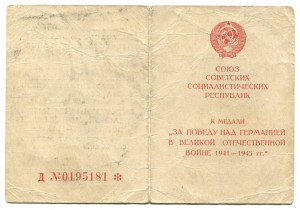 Д №0195181 ✻
СОЮЗ
СОВЕТСКИХ
СОЦИАЛИСТИЧЕСКИХ
РЕСПУБЛИК
К МЕДАЛИ
„ЗА ПОБЕДУ НАД ГЕРМАНИЕЙ
В ВЕЛИКОЙ ОТЕЧЕСТВЕННОЙ
ВОЙНЕ 1941—1945 гг.“